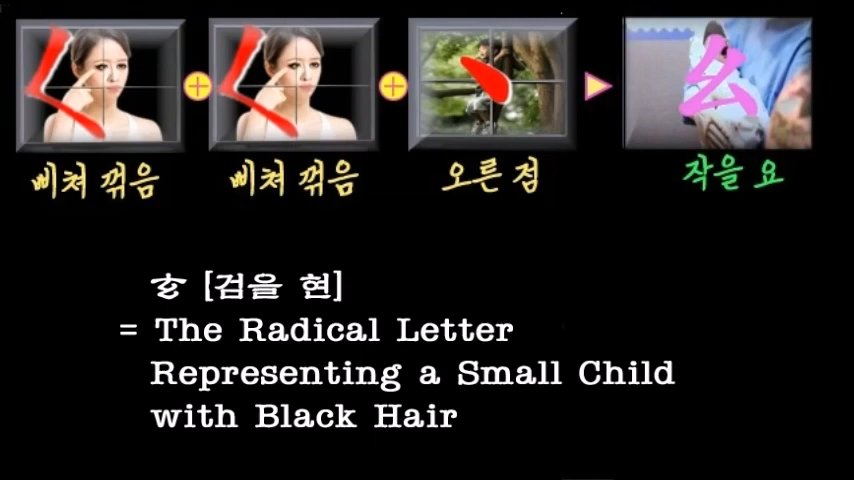 삐쳐 꺾음 삐쳐 꺾음 오른 점 작을 요
幺
玄 [검을 현]
= The Radical Letter
Representing a Small Child
with Black Hair